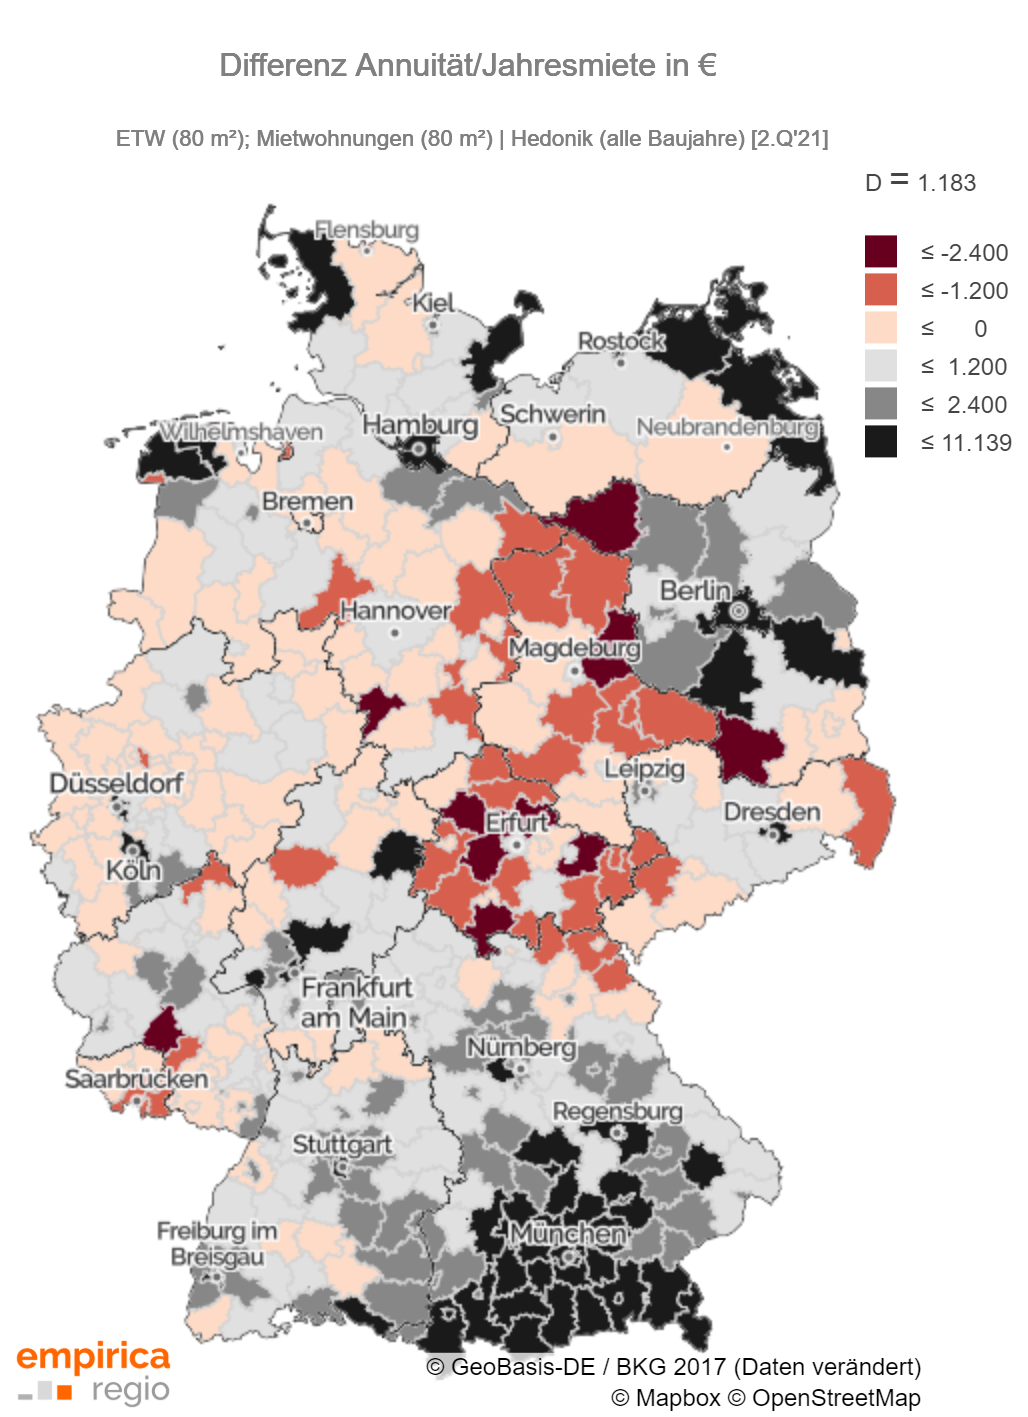 Differenz Annuität/Jahresmiete in €
ETW (80 m²); Mietwohnungen (80 m²) | Hedonik (alle Baujahre) [2.Q'21]
D = 1.183
≤ -2.400
≤ -1.200
≤ 0
≤ 1.200
≤ 2.400
≤ 11.139
Flensburg
Kiel
Rostock
Schwerin
Hamburg
Neubrandenburg
Wilhelmshaven
Bremen
Berlin
Hannover
Magdeburg
Leipzig
Düsseldorf
Dresden
Erfurt
Köln
Frankfurt
am Main
Nürnberg
Saarbrücken
Regensburg
Stuttgart
Freiburg im
Breisgau
München
empirica
regio
© GeoBasis-DE / BKG 2017 (Daten verändert)
© Mapbox © OpenStreetMap